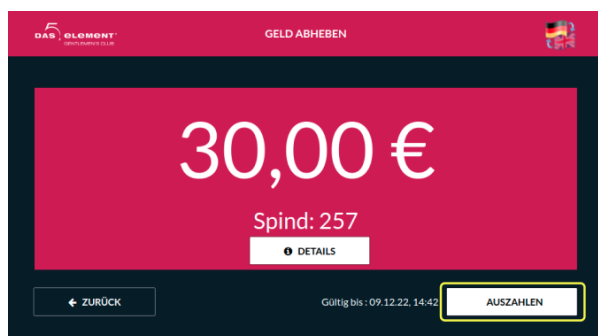 DAS 5. ELEMENT
GENTLEMEN'S CLUB
GELD ABHEBEN
30,00 €
Spind: 257
DETAILS
ZURÜCK
Gültig bis : 09.12.22, 14:42
AUSZAHLEN